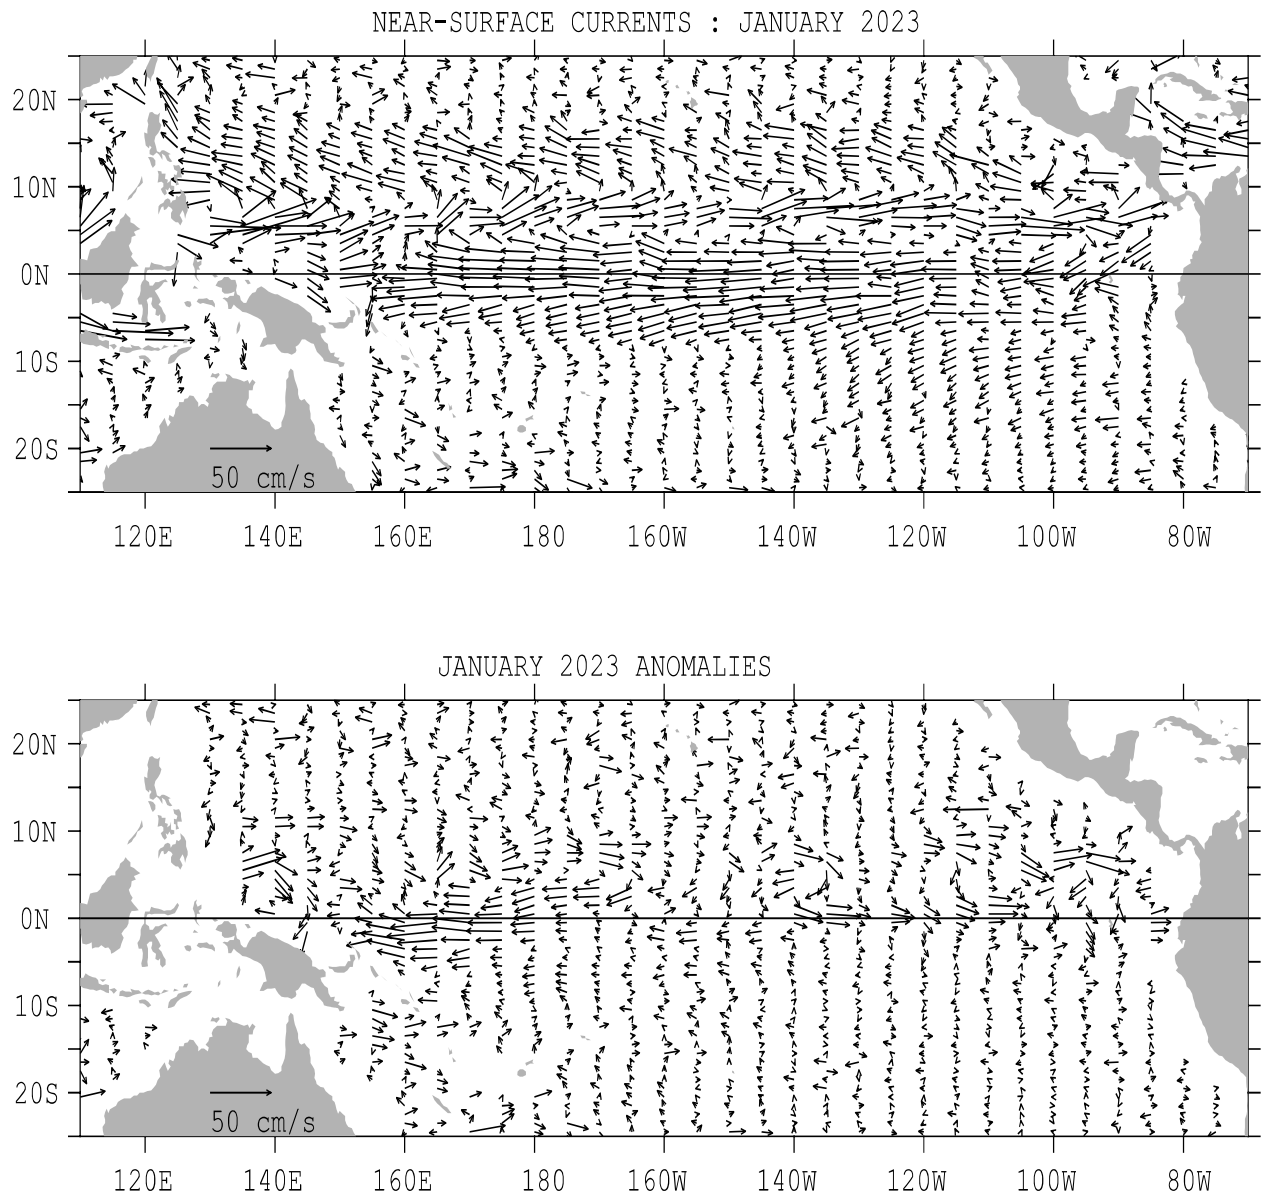 NEAR-SURFACE CURRENTS : JANUARY 2023
20N
10N
0N
10S
20S
50 cm/s
120E 140E 160E 180 160W 140W 120W 100W 80W
JANUARY 2023 ANOMALIES
20N
10N
0N
10S
20S
50 cm/s
120E 140E 160E 180 160W 140W 120W 100W 80W